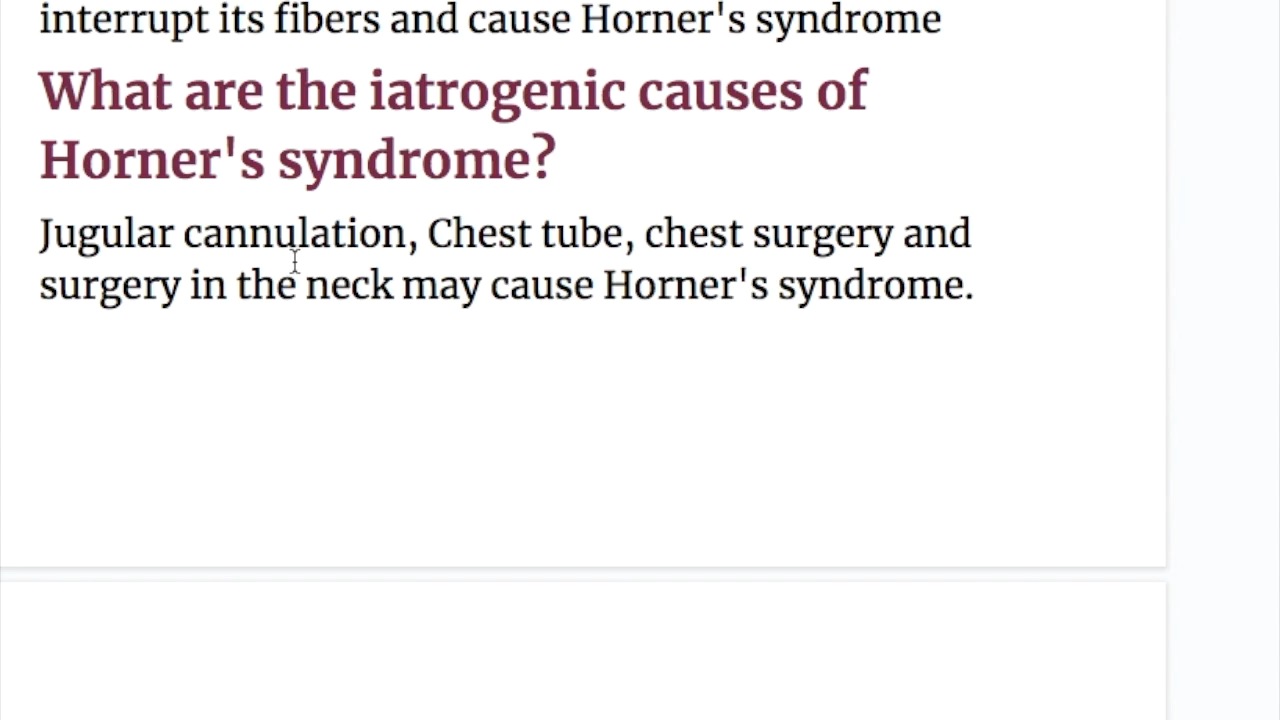 interrupt its fibers and cause Horner's syndrome
What are the iatrogenic causes of
Horner's syndrome?
Jugular cannulation, Chest tube, chest surgery and
surgery in the neck may cause Horner's syndrome.